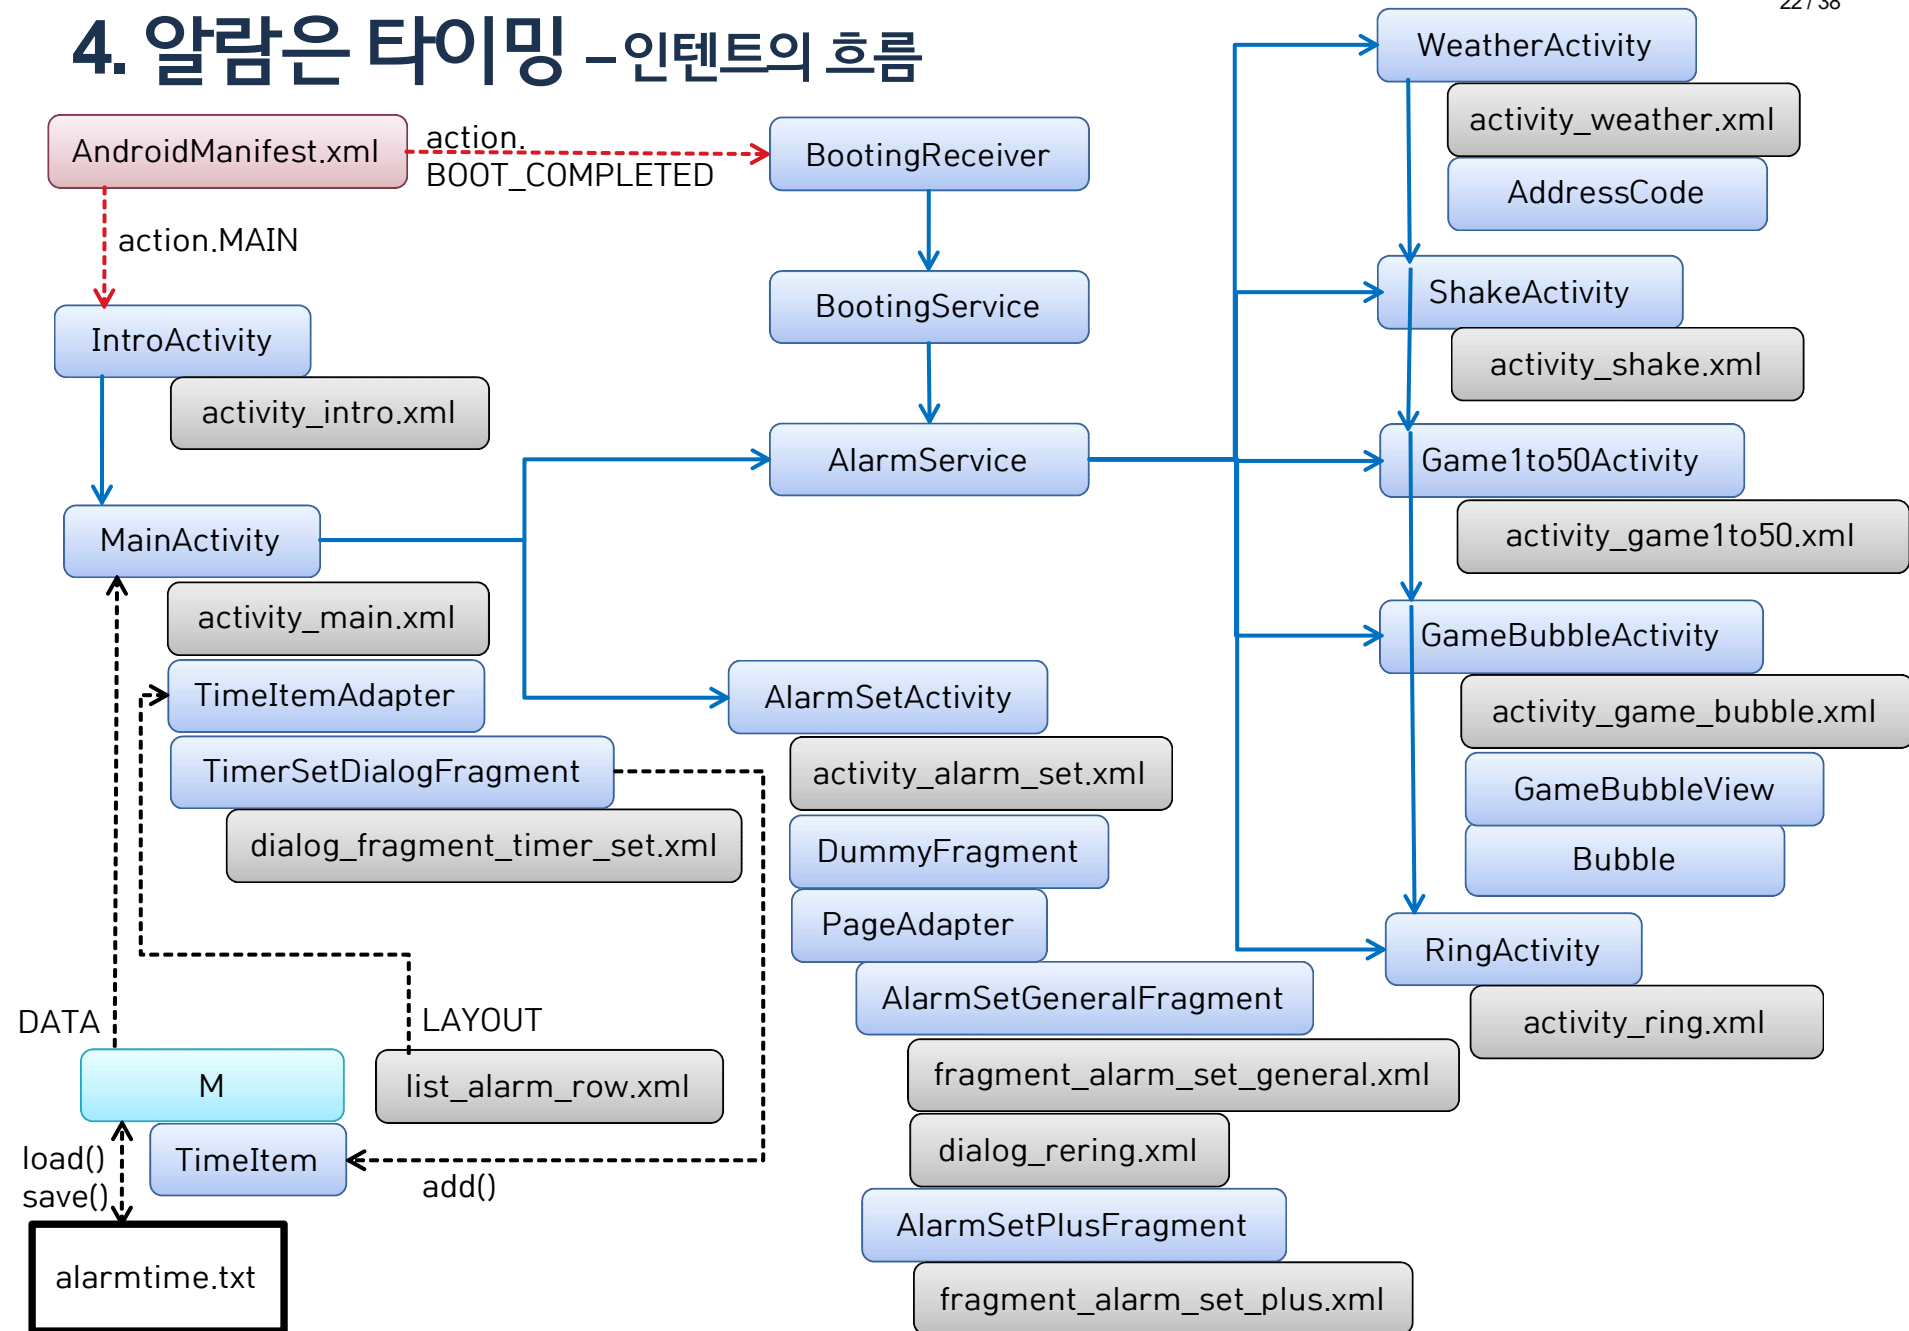 22 / 38
4. 알람은 타이밍 – 인텐트의 흐름
AndroidManifest.xml
action.
BOOT_COMPLETED
action.MAIN
IntroActivity
activity_intro.xml
MainActivity
activity_main.xml
TimeItemAdapter
TimerSetDialogFragment
dialog_fragment_timer_set.xml
DATA
LAYOUT
M
list_alarm_row.xml
TimeItem
load()
save()
add()
alarmtime.txt
BootingReceiver
BootingService
AlarmService
AlarmSetActivity
activity_alarm_set.xml
DummyFragment
PageAdapter
AlarmSetGeneralFragment
fragment_alarm_set_general.xml
dialog_rering.xml
AlarmSetPlusFragment
fragment_alarm_set_plus.xml
WeatherActivity
activity_weather.xml
AddressCode
ShakeActivity
activity_shake.xml
Game1to50Activity
activity_game1to50.xml
GameBubbleActivity
activity_game_bubble.xml
GameBubbleView
Bubble
RingActivity
activity_ring.xml